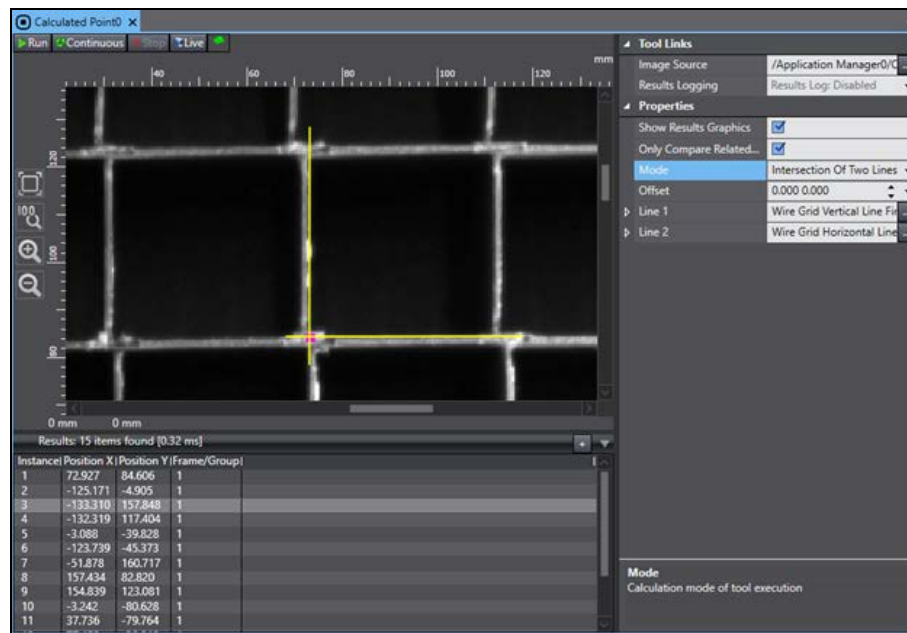 Calculated Point0 ×
Run Continuous Stop Live
mm
40 60 80 100 120
120
100
80
100
0 mm 0 mm
Results: 15 items found [0.32 ms]
Instance Position X Position Y Frame/Group
1 72.927 84.606 1
2 -125.171 -4.905 1
3 -133.310 157.848 1
4 -132.319 117.404 1
5 -3.088 -39.828 1
6 -123.739 -45.373 1
7 -51.878 160.717 1
8 157.434 82.820 1
9 154.839 123.081 1
10 -3.242 -80.628 1
11 37.736 -79.764 1
Tool Links
Image Source /Application Manager0/C
Results Logging Results Log: Disabled
Properties
Show Results Graphics
Only Compare Related...
Mode Intersection Of Two Lines
Offset 0.000 0.000
Line 1 Wire Grid Vertical Line Fin
Line 2 Wire Grid Horizontal Line
Mode
Calculation mode of tool execution